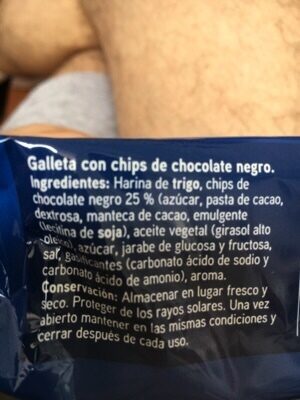 Galleta con chips de chocolate negro.
Ingredientes: Harina de trigo, chips de
chocolate negro 25 % (azúcar, pasta de cacao,
dextrosa, manteca de cacao, emulgente
(lecitina de soja), aceite vegetal (girasol alto
oleico), azúcar, jarabe de glucosa y fructosa,
sal, gasificantes (carbonato ácido de sodio y
carbonato ácido de amonio), aroma.
Conservación: Almacenar en lugar fresco y
seco. Proteger de los rayos solares. Una vez
abierto mantener en las mismas condiciones y
cerrar después de cada uso.